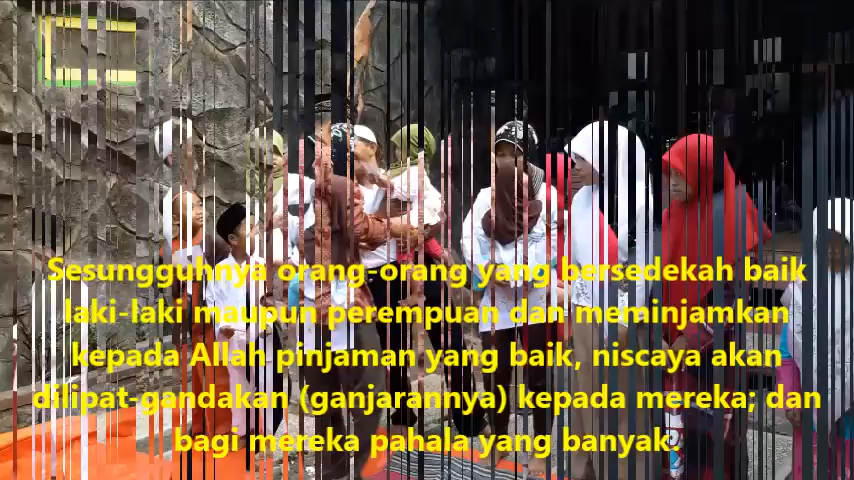 Sesungguhnya orang-orang yang bersedekah baik
laki-laki maupun perempuan dan meminjamkan
kepada Allah pinjaman yang baik, niscaya akan
dilipat-gandakan (ganjarannya) kepada mereka; dan
bagi mereka pahala yang banyak.